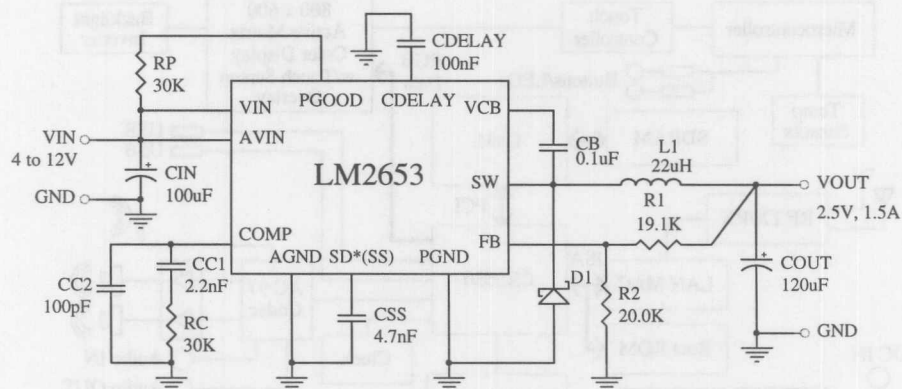 CDELAY
100nF
RP
30K
VIN PGOOD CDELAY VCB
AVIN
VIN
4 to 12V
CB
0.1uF
L1
22uH
LM2653
CIN
100uF
SW
VOUT
2.5V, 1.5A
GND
R1
19.1K
COMP
FB
AGND SD*(SS) PGND
CC1
2.2nF
CC2
100pF
D1
COUT
120uF
RC
30K
CSS
4.7nF
R2
20.0K
GND